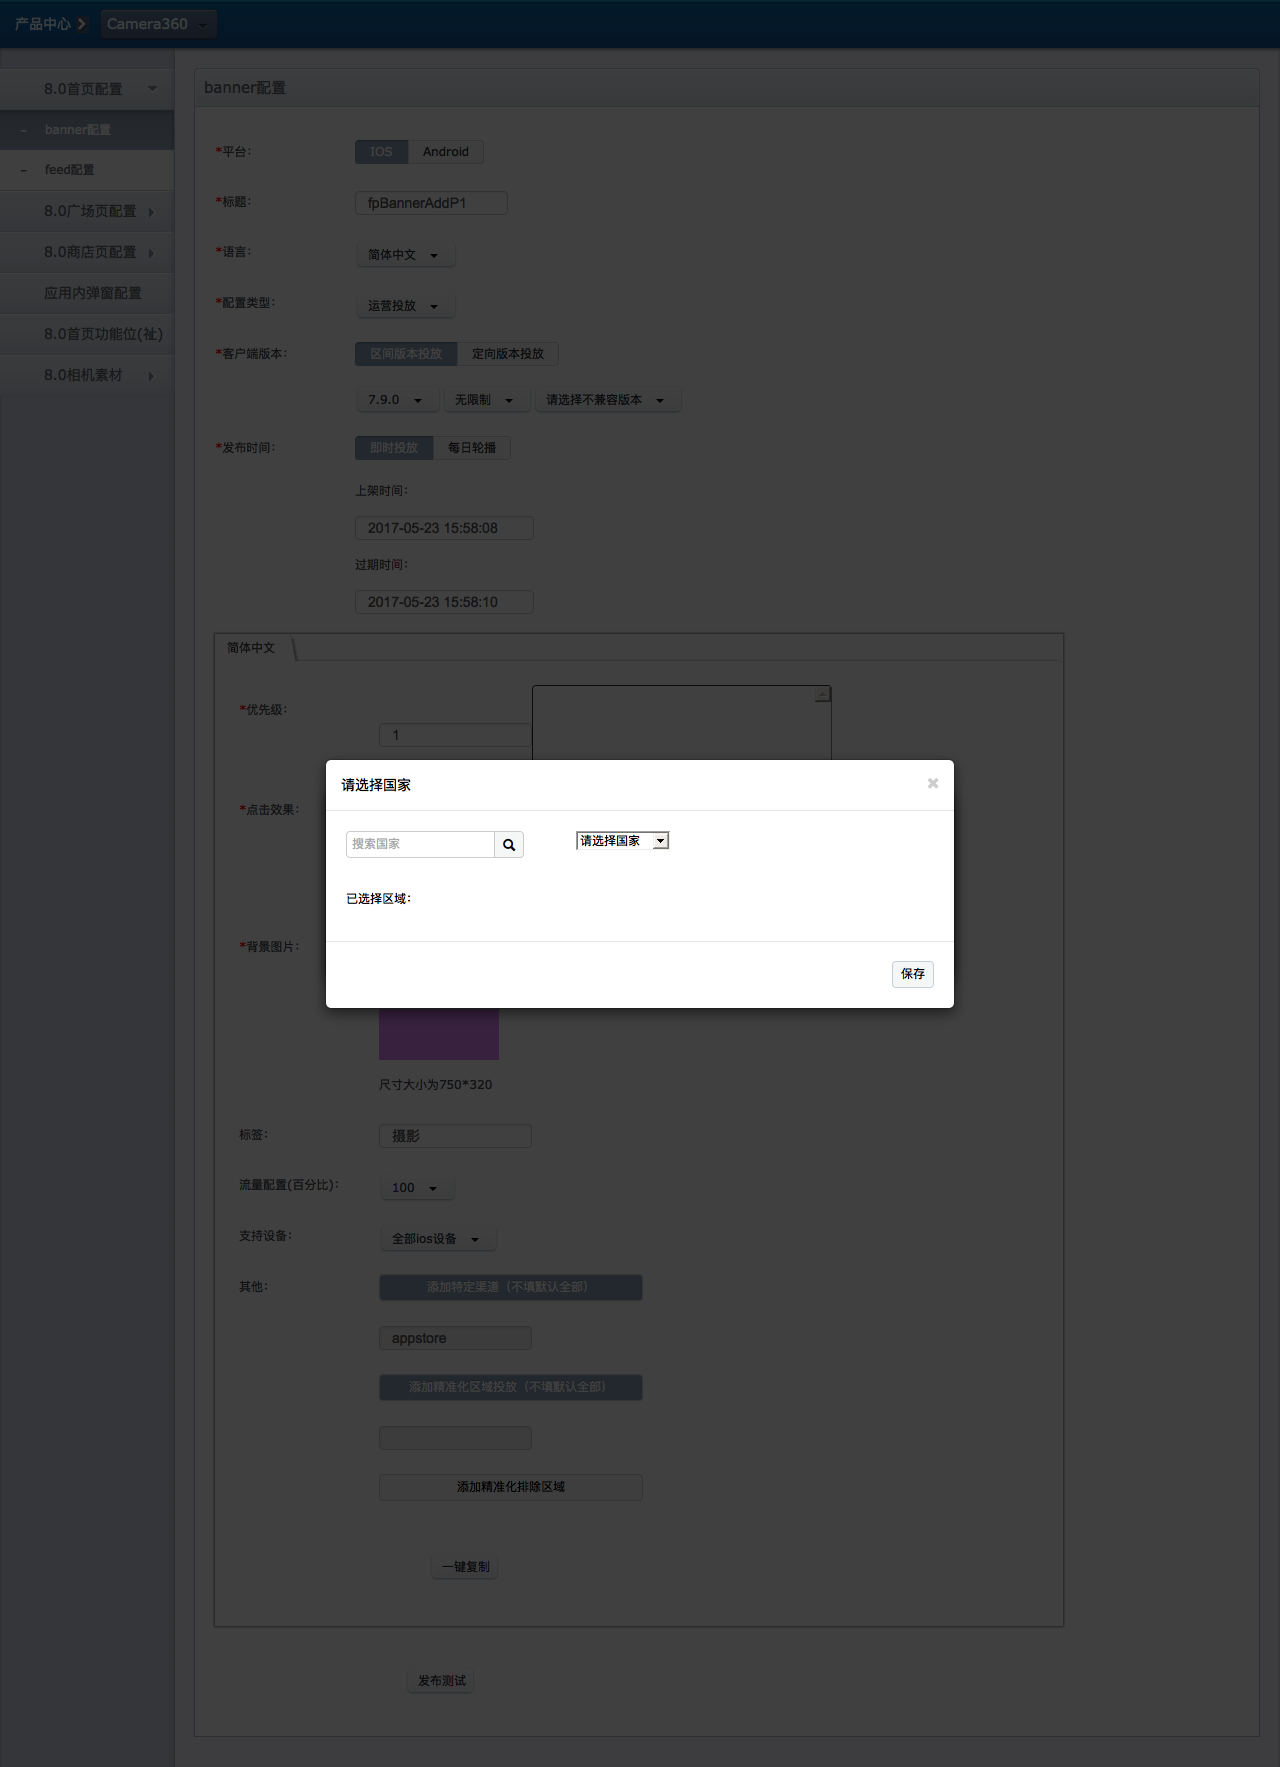 产品中心 Camera360
8.0首页配置
banner配置
feed配置
8.0广场页配置
8.0商店页配置
应用内弹窗配置
8.0首页功能位(祉)
8.0相机素材
banner配置
*平台: IOS Android
*标题: fpBannerAddP1
*语言: 简体中文
*配置类型: 运营投放
*客户端版本: 区间版本投放 定向版本投放
7.9.0 无限制 请选择不兼容版本
*发布时间: 即时投放 每日轮播
上架时间:
2017-05-23 15:58:08
过期时间:
2017-05-23 15:58:10
简体中文
*优先级:
1
请选择国家
*点击效果:
搜索国家 请选择国家
已选择区域:
*背景图片:
保存
尺寸大小为750*320
标签: 摄影
流量配置(百分比): 100
支持设备: 全部ios设备
其他: 添加特定渠道（不填默认全部）
appstore
添加精准化区域投放（不填默认全部）
添加精准化排除区域
一键复制
发布测试